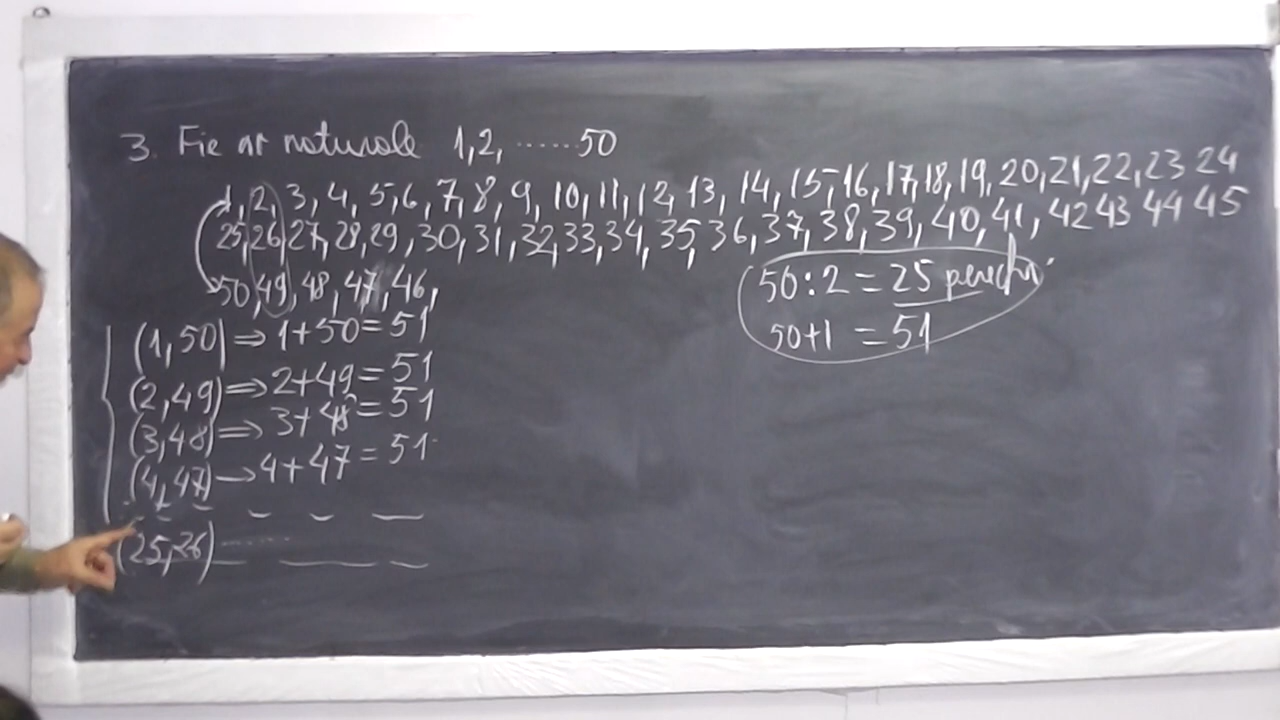 3. Fie nr naturale 1,2, ......50
1, 2, 3, 4, 5, 6, 7, 8, 9, 10, 11, 12, 13, 14, 15, 16, 17, 18, 19, 20, 21, 22, 23 24
25, 26, 27, 28, 29, 30, 31, 32, 33, 34, 35, 36, 37, 38, 39, 40, 41, 42 43 44 45
50, 49, 48, 47, 46,
50:2 = 25 perechi
50+1 = 51
(1,50) ⇒ 1+50 = 51
(2,49) ⇒ 2+49 = 51
(3,48) ⇒ 3+48 = 51
(4,47) → 4+47 = 51
(25,26) ......